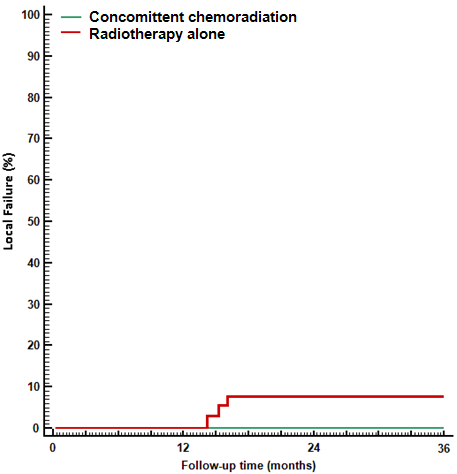 Concomittent chemoradiation
Radiotherapy alone
100
90
80
70
60
50
40
30
20
10
0
Local Failure (%)
0 12 24 36
Follow-up time (months)